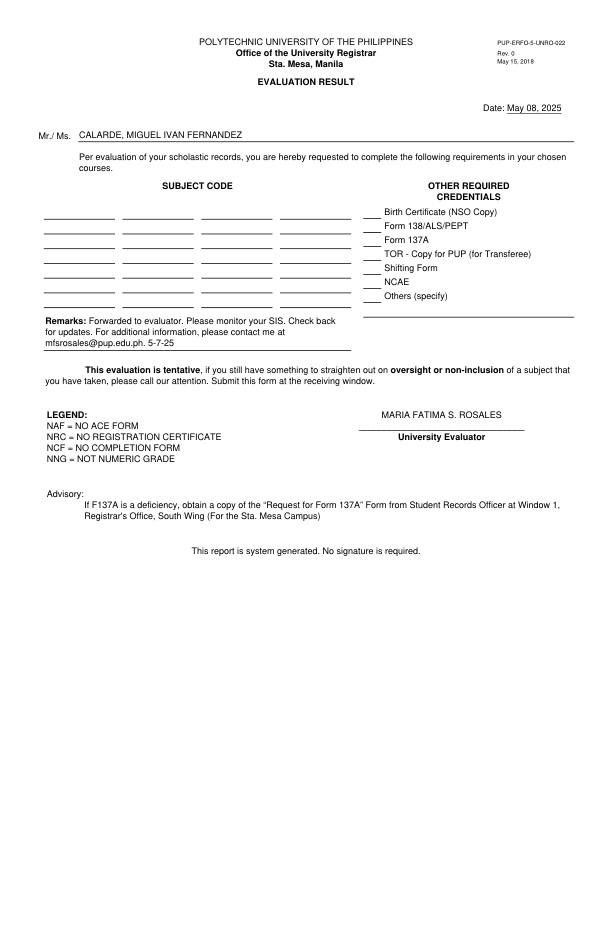 POLYTECHNIC UNIVERSITY OF THE PHILIPPINES
Office of the University Registrar
Sta. Mesa, Manila
PUP-ERFO-5-UNRO-022
Rev. 0
May 15, 2018
EVALUATION RESULT
Date: May 08, 2025
Mr./ Ms. CALARDE, MIGUEL IVAN FERNANDEZ
Per evaluation of your scholastic records, you are hereby requested to complete the following requirements in your chosen
courses.
SUBJECT CODE
OTHER REQUIRED
CREDENTIALS
Birth Certificate (NSO Copy)
Form 138/ALS/PEPT
Form 137A
TOR - Copy for PUP (for Transferee)
Shifting Form
NCAE
Others (specify)
Remarks: Forwarded to evaluator. Please monitor your SIS. Check back
for updates. For additional information, please contact me at
mfsrosales@pup.edu.ph. 5-7-25
This evaluation is tentative, if you still have something to straighten out on oversight or non-inclusion of a subject that
you have taken, please call our attention. Submit this form at the receiving window.
LEGEND:
NAF = NO ACE FORM
NRC = NO REGISTRATION CERTIFICATE
NCF = NO COMPLETION FORM
NNG = NOT NUMERIC GRADE
MARIA FATIMA S. ROSALES
University Evaluator
Advisory:
If F137A is a deficiency, obtain a copy of the “Request for Form 137A” Form from Student Records Officer at Window 1,
Registrar's Office, South Wing (For the Sta. Mesa Campus)
This report is system generated. No signature is required.